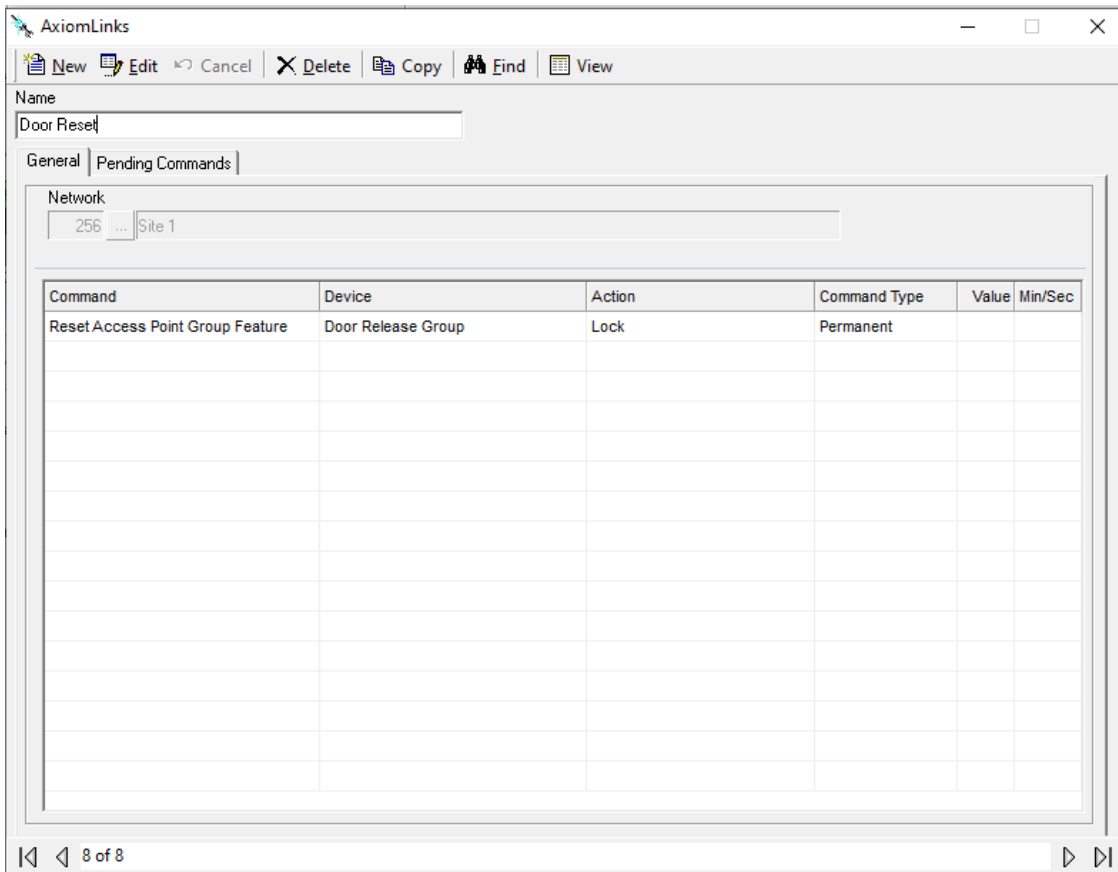 AxiomLinks
New Edit Cancel Delete Copy Find View
Name
Door Reset
General Pending Commands
Network
256 ... Site 1
Command Device Action Command Type Value Min/Sec
Reset Access Point Group Feature Door Release Group Lock Permanent
8 of 8